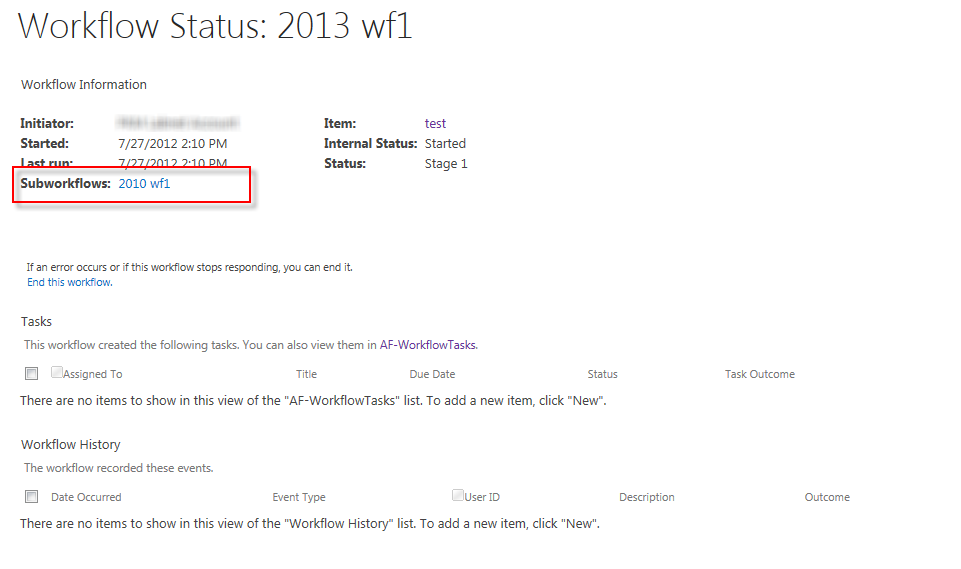 Workflow Status: 2013 wf1
Workflow Information
Initiator:
Item: test
Started: 7/27/2012 2:10 PM
Internal Status: Started
Last run: 7/27/2012 2:10 PM
Status: Stage 1
Subworkflows: 2010 wf1
If an error occurs or if this workflow stops responding, you can end it.
End this workflow.
Tasks
This workflow created the following tasks. You can also view them in AF-WorkflowTasks.
Assigned To Title Due Date Status Task Outcome
There are no items to show in this view of the "AF-WorkflowTasks" list. To add a new item, click "New".
Workflow History
The workflow recorded these events.
Date Occurred Event Type User ID Description Outcome
There are no items to show in this view of the "Workflow History" list. To add a new item, click "New".